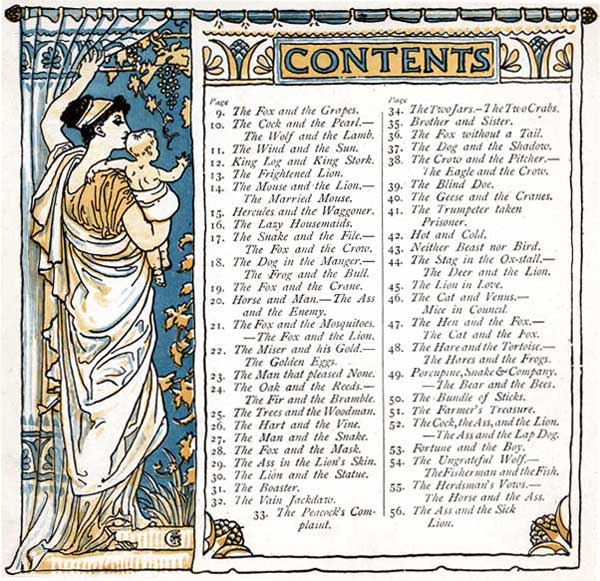 CONTENTS
Page
9. The Fox and the Grapes.
10. The Cock and the Pearl.—
The Wolf and the Lamb.
11. The Wind and the Sun.
12. King Log and King Stork.
13. The Frightened Lion.
14. The Mouse and the Lion.—
The Married Mouse.
15. Hercules and the Waggoner.
16. The Lazy Housemaids.
17. The Snake and the File.—
The Fox and the Crow.
18. The Dog in the Manger.—
The Frog and the Bull.
19. The Fox and the Crane.
20. Horse and Man.—The Ass
and the Enemy.
21. The Fox and the Mosquitoes.
—The Fox and the Lion.
22. The Miser and his Gold.—
The Golden Eggs.
23. The Man that pleased None.
24. The Oak and the Reeds.—
The Fir and the Bramble.
25. The Trees and the Woodman.
26. The Hart and the Vine.
27. The Man and the Snake.
28. The Fox and the Mask.
29. The Ass in the Lion's Skin.
30. The Lion and the Statue.
31. The Boaster.
32. The Vain Jackdaw.
33. The Peacock's Com-
plaint.
Page
34. The Two Jars.—The Two Crabs.
35. Brother and Sister.
36. The Fox without a Tail.
37. The Dog and the Shadow.
38. The Crow and the Pitcher.—
The Eagle and the Crow.
39. The Blind Doe.
40. The Geese and the Cranes.
41. The Trumpeter taken
Prisoner.
42. Hot and Cold.
43. Neither Beast nor Bird.
44. The Stag in the Ox-stall.—
The Deer and the Lion.
45. The Lion in Love.
46. The Cat and Venus.—
Mice in Council.
47. The Hen and the Fox.—
The Cat and the Fox.
48. The Hare and the Tortoise.—
The Hares and the Frogs.
49. Porcupine, Snake & Company.
—The Bear and the Bees.
50. The Bundle of Sticks.
51. The Farmer's Treasure.
52. The Cock, the Ass, and the Lion.
—The Ass and the Lap Dog.
53. Fortune and the Boy.
54. The Ungrateful Wolf.—
The Fisherman and the Fish.
55. The Herdsman's Vows.—
The Horse and the Ass.
56. The Ass and the Sick
Lion.